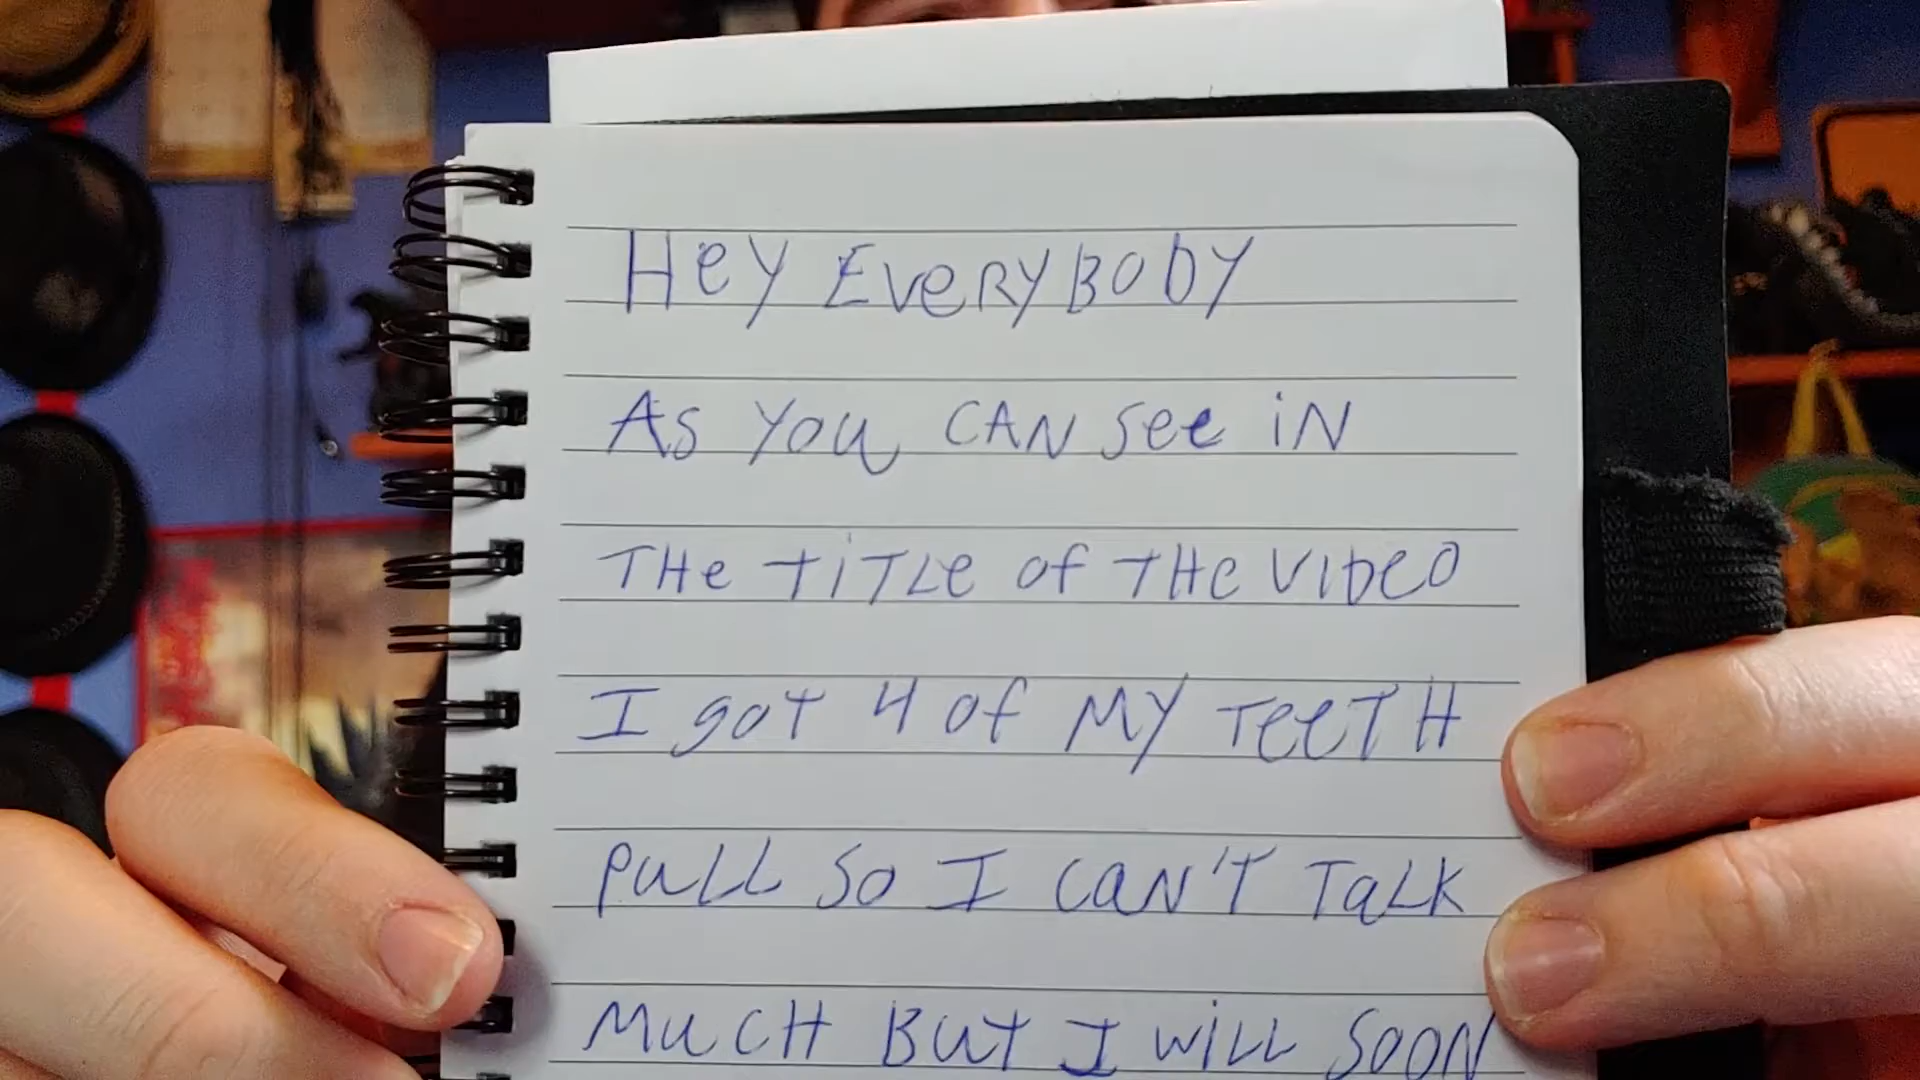 Hey EVeRYBODY
As you CAN see iN
THe TiTLe of THe VIDeO
I goT 4 of MY TeeTH
PuLL So I CaN'T TaLK
MucH BuT I WiLL SOON